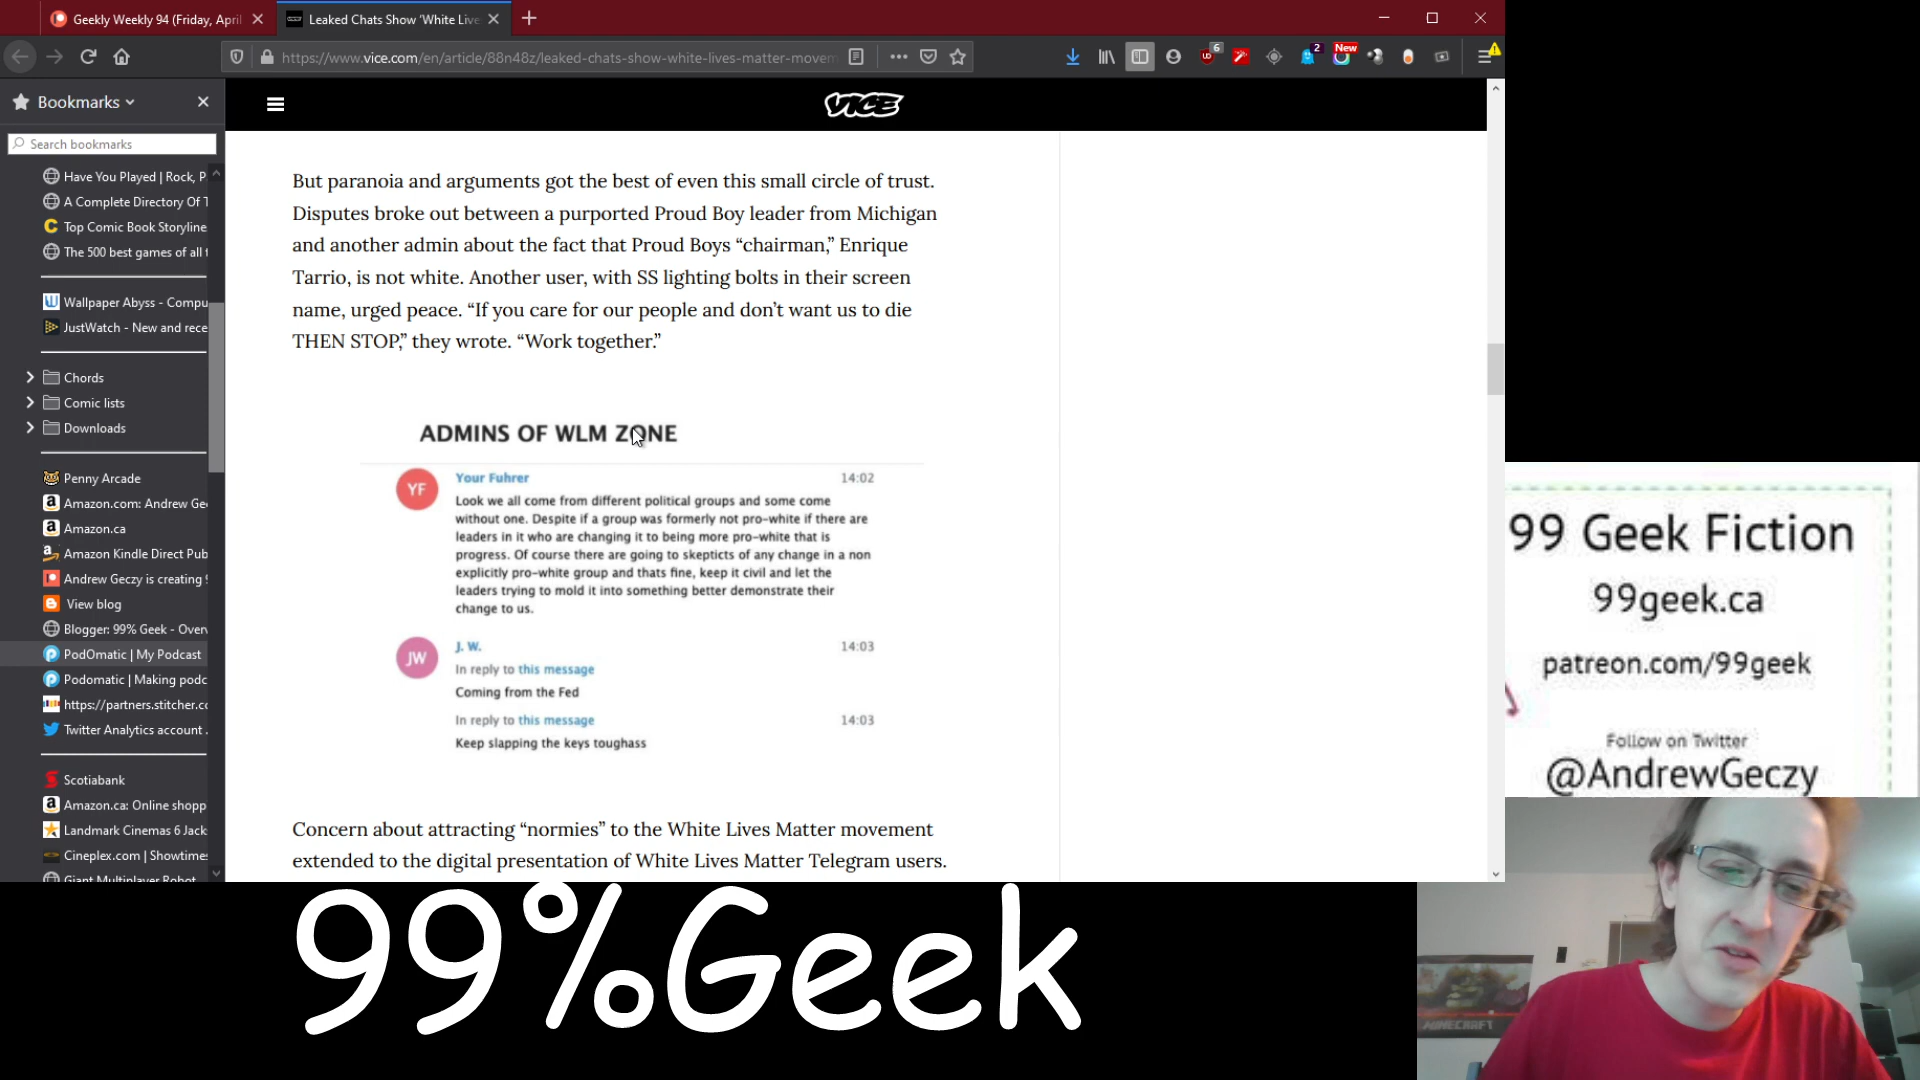 Geekly Weekly 94 (Friday, April
Leaked Chats Show 'White Live
https://www.vice.com/en/article/88n48z/leaked-chats-show-white-lives-matter-movem
6
2
New
Bookmarks
Search bookmarks
Have You Played | Rock, P
A Complete Directory Of T
Top Comic Book Storyline
The 500 best games of all t
Wallpaper Abyss - Compu
JustWatch - New and rece
Chords
Comic lists
Downloads
Penny Arcade
Amazon.com: Andrew Gec
Amazon.ca
Amazon Kindle Direct Pub
Andrew Geczy is creating 9
View blog
Blogger: 99% Geek - Overv
PodOmatic | My Podcast
Podomatic | Making podc
https://partners.stitcher.co
Twitter Analytics account
Scotiabank
Amazon.ca: Online shopp
Landmark Cinemas 6 Jack
Cineplex.com | Showtimes
Giant Multiplayer Robot
VICE
But paranoia and arguments got the best of even this small circle of trust.
Disputes broke out between a purported Proud Boy leader from Michigan
and another admin about the fact that Proud Boys “chairman,” Enrique
Tarrio, is not white. Another user, with SS lighting bolts in their screen
name, urged peace. “If you care for our people and don’t want us to die
THEN STOP,” they wrote. “Work together.”
ADMINS OF WLM ZONE
YF
Your Fuhrer
14:02
Look we all come from different political groups and some come
without one. Despite if a group was formerly not pro-white if there are
leaders in it who are changing it to being more pro-white that is
progress. Of course there are going to skepticts of any change in a non
explicitly pro-white group and thats fine, keep it civil and let the
leaders trying to mold it into something better demonstrate their
change to us.
JW
J. W.
14:03
In reply to this message
Coming from the Fed
In reply to this message
14:03
Keep slapping the keys toughass
Concern about attracting “normies” to the White Lives Matter movement
extended to the digital presentation of White Lives Matter Telegram users.
99 Geek Fiction
99geek.ca
patreon.com/99geek
Follow on Twitter
@AndrewGeczy
99%Geek
MINECRAFT